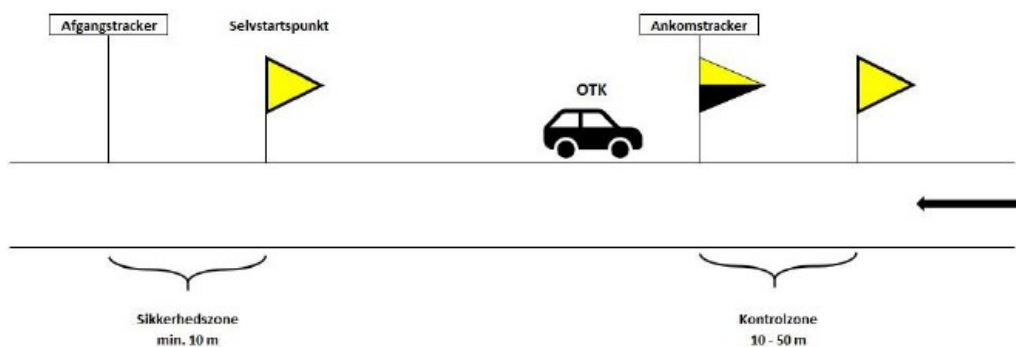 Afgangstracker
Selvstartspunkt
Ankomstracker
OTK
Sikkerhedszone
min. 10 m
Kontrolzone
10 - 50 m